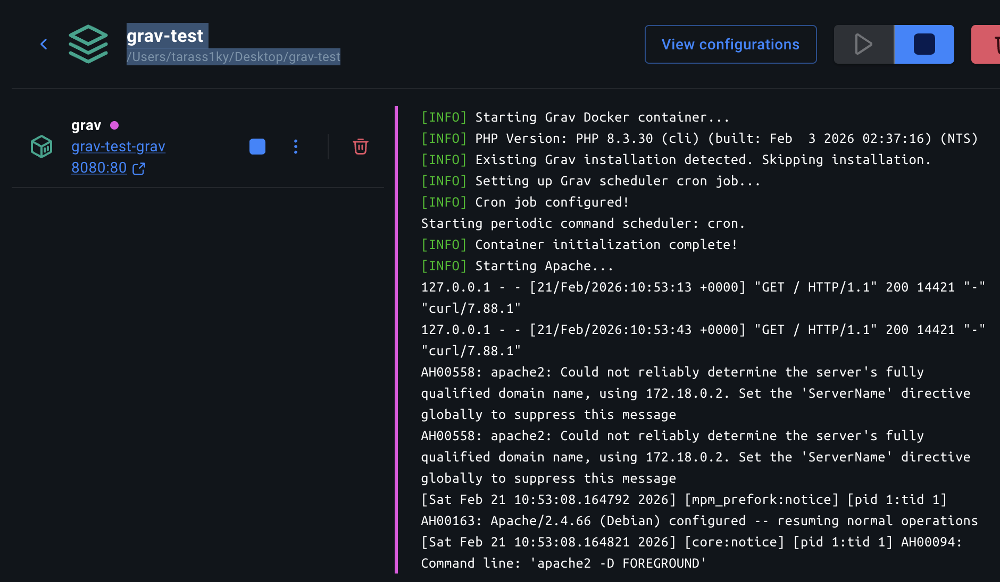 grav-test
/Users/tarass1ky/Desktop/grav-test
View configurations
grav
grav-test-grav
8080:80
[INFO] Starting Grav Docker container...
[INFO] PHP Version: PHP 8.3.30 (cli) (built: Feb  3 2026 02:37:16) (NTS)
[INFO] Existing Grav installation detected. Skipping installation.
[INFO] Setting up Grav scheduler cron job...
[INFO] Cron job configured!
Starting periodic command scheduler: cron.
[INFO] Container initialization complete!
[INFO] Starting Apache...
127.0.0.1 - - [21/Feb/2026:10:53:13 +0000] "GET / HTTP/1.1" 200 14421 "-"
"curl/7.88.1"
127.0.0.1 - - [21/Feb/2026:10:53:43 +0000] "GET / HTTP/1.1" 200 14421 "-"
"curl/7.88.1"
AH00558: apache2: Could not reliably determine the server's fully
qualified domain name, using 172.18.0.2. Set the 'ServerName' directive
globally to suppress this message
AH00558: apache2: Could not reliably determine the server's fully
qualified domain name, using 172.18.0.2. Set the 'ServerName' directive
globally to suppress this message
[Sat Feb 21 10:53:08.164792 2026] [mpm_prefork:notice] [pid 1:tid 1]
AH00163: Apache/2.4.66 (Debian) configured -- resuming normal operations
[Sat Feb 21 10:53:08.164821 2026] [core:notice] [pid 1:tid 1] AH00094:
Command line: 'apache2 -D FOREGROUND'